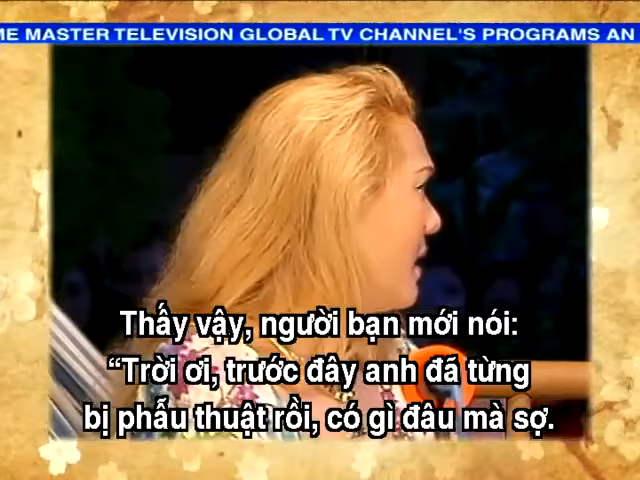 ME MASTER TELEVISION GLOBAL TV CHANNEL'S PROGRAMS AN
Thấy vậy, người bạn mới nói:
“Trời ơi, trước đây anh đã từng
bị phẫu thuật rồi, có gì đâu mà sợ.